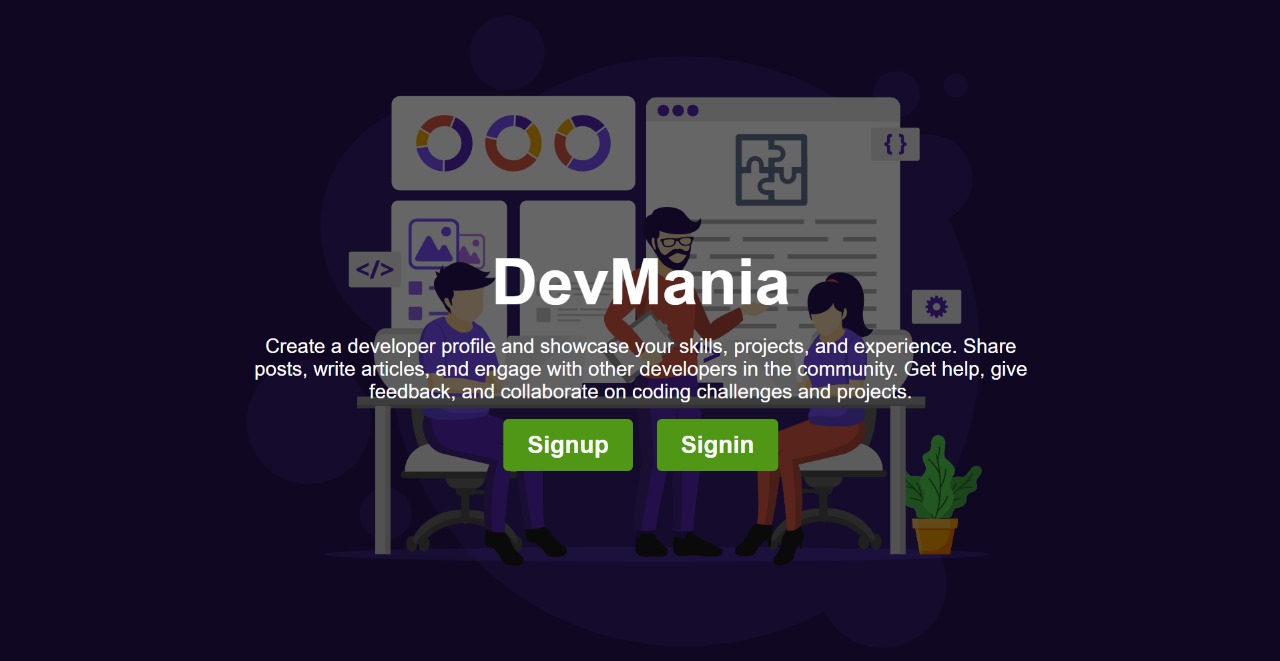 { }
</>
DevMania
Create a developer profile and showcase your skills, projects, and experience. Share
posts, write articles, and engage with other developers in the community. Get help, give
feedback, and collaborate on coding challenges and projects.
Signup
Signin